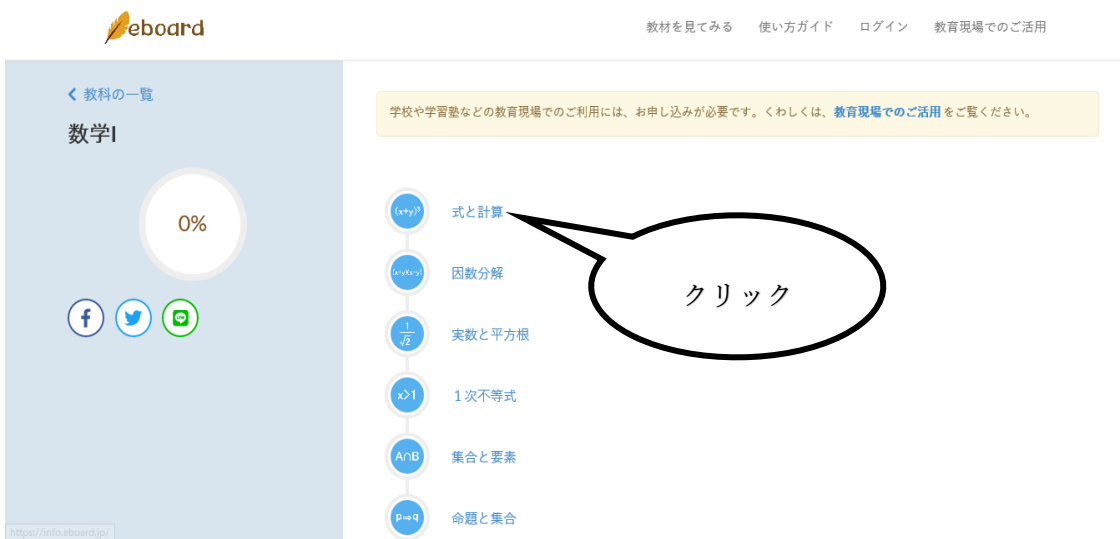 eboard
教材を見てみる 使い方ガイド ログイン 教育現場でのご活用
教科の一覧
数学I
0%
学校や学習塾などの教育現場でのご利用には、お申し込みが必要です。くわしくは、教育現場でのご活用 をご覧ください。
(x+y)³
式と計算
クリック
因数分解
1
√2
実数と平方根
x>1
１次不等式
A∩B
集合と要素
p⇒q
命題と集合
LINE
https://info.eboard.jp/